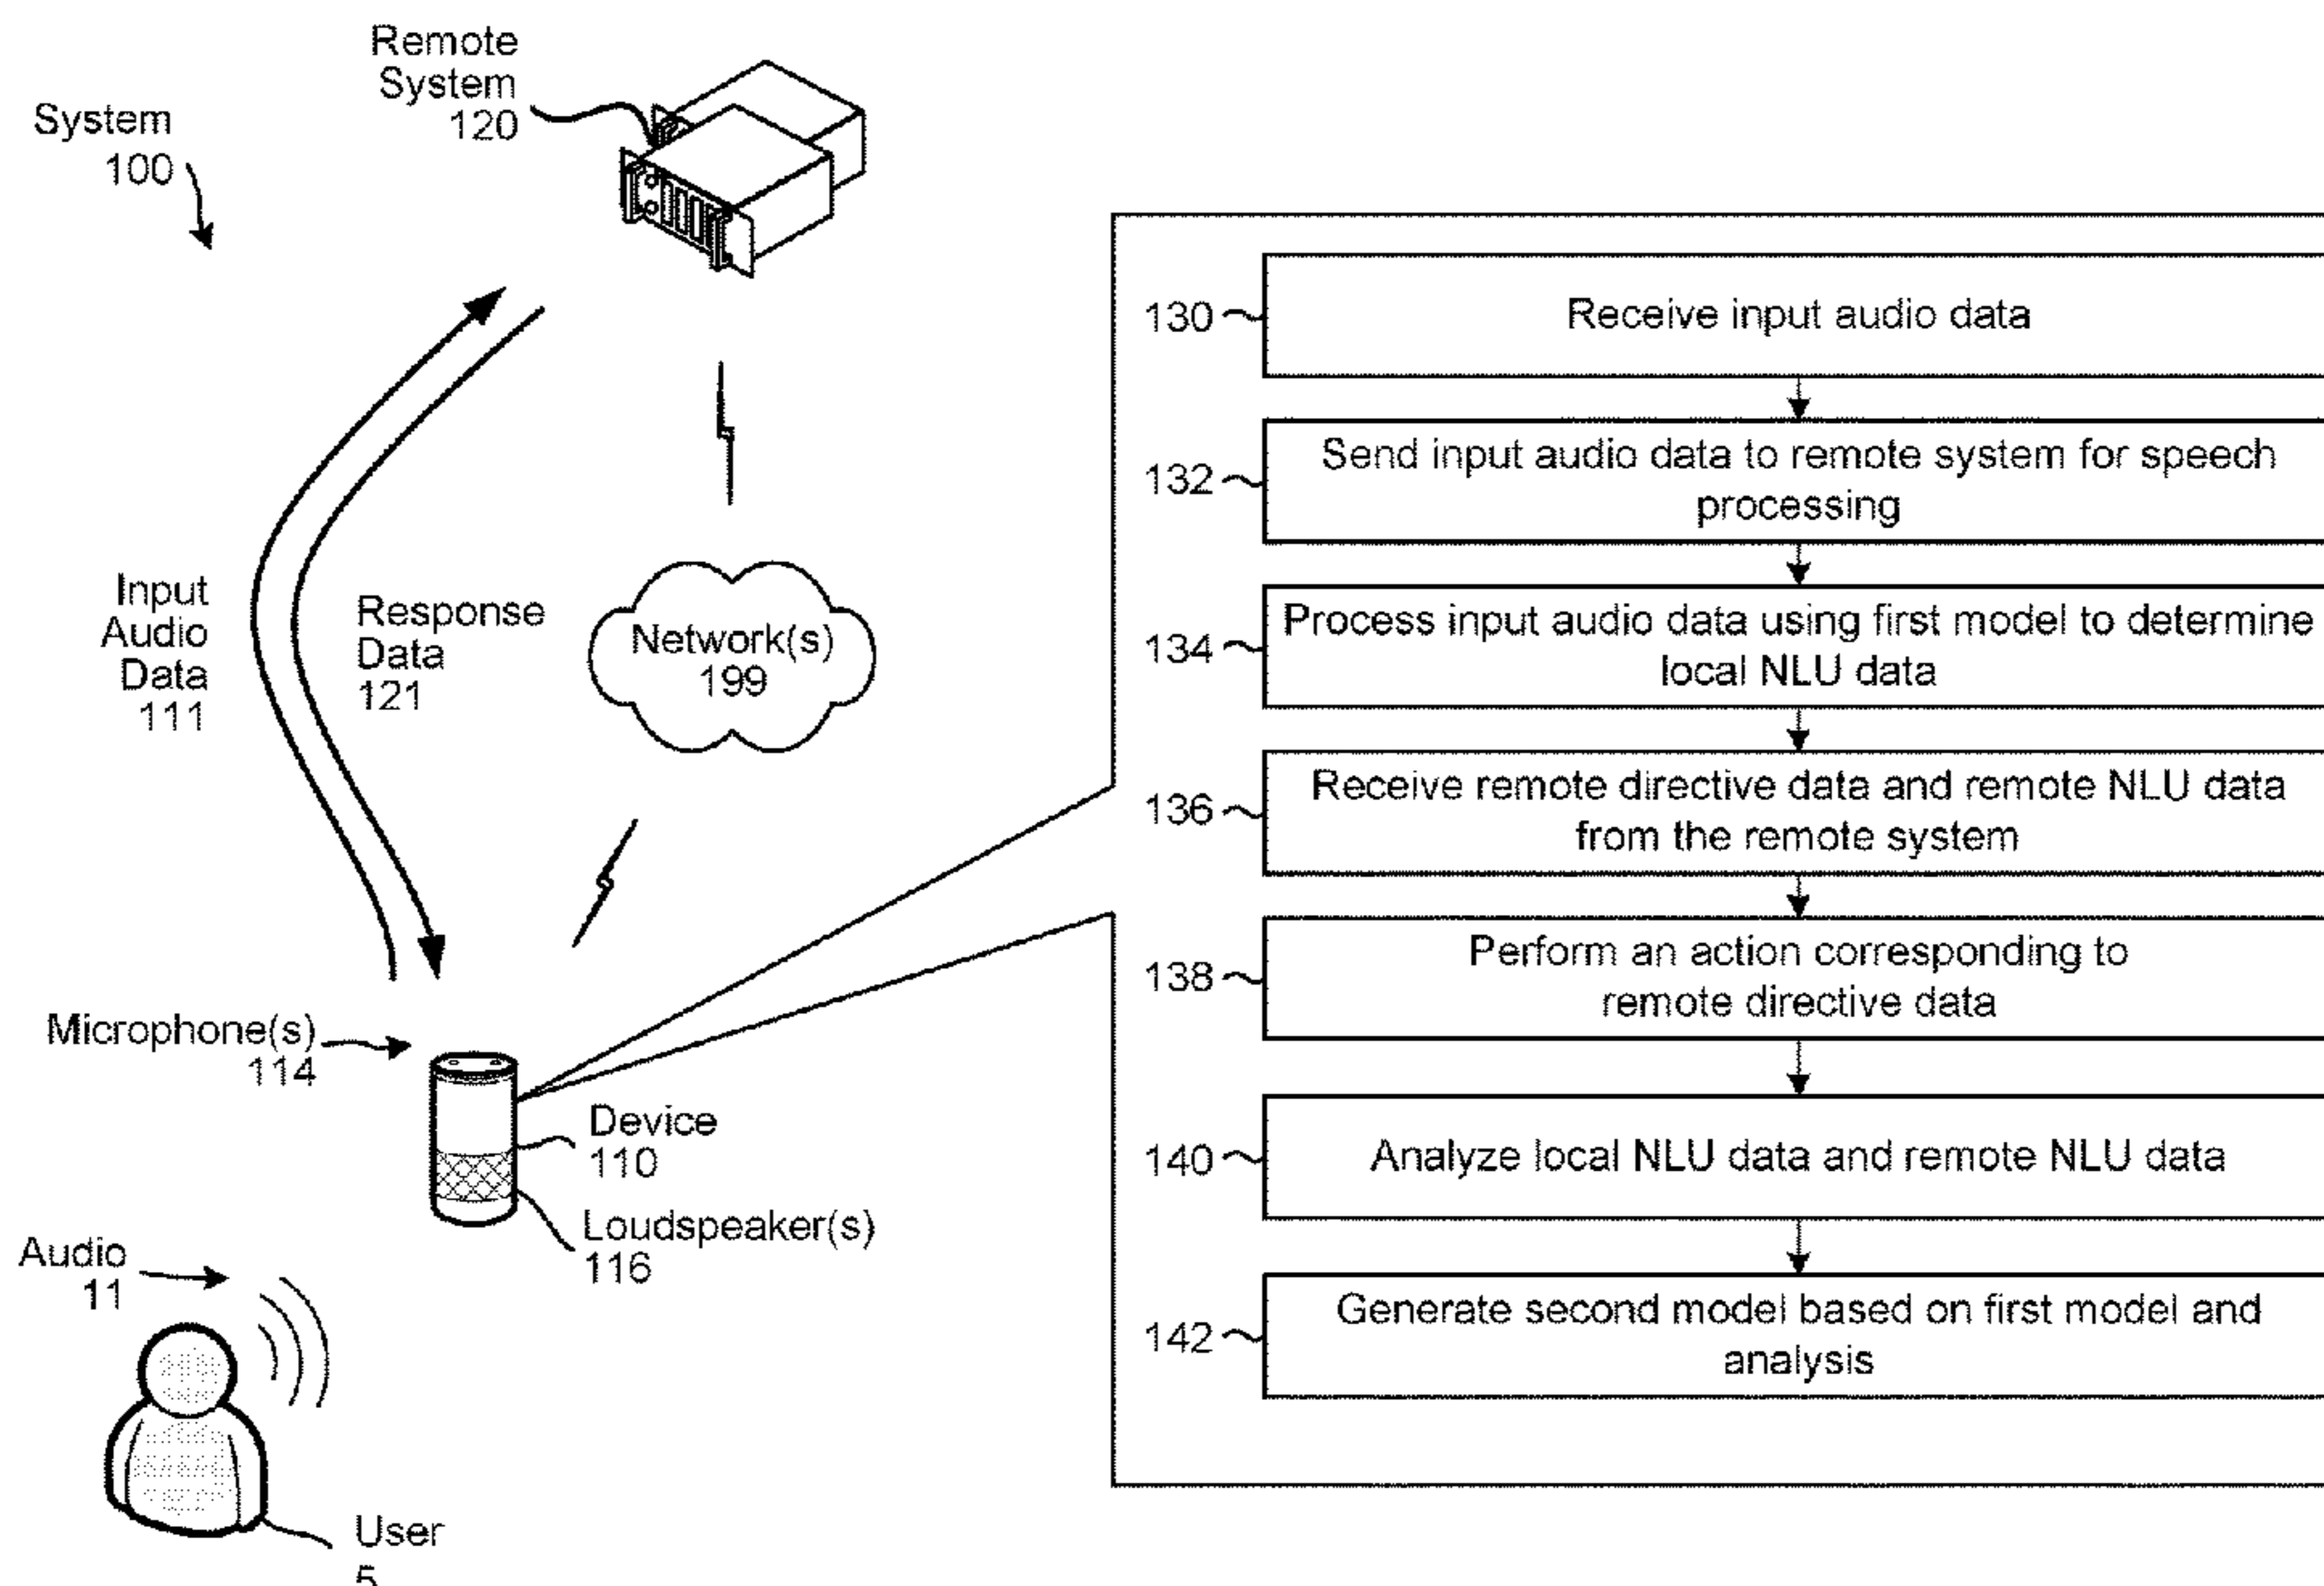 Remote
System
120
System
100
Input
Audio
Data
111
Response
Data
121
Network(s)
199
Microphone(s)
114
Device
110
Loudspeaker(s)
116
Audio
11
User
5
130
Receive input audio data
132
Send input audio data to remote system for speech
processing
134
Process input audio data using first model to determine
local NLU data
136
Receive remote directive data and remote NLU data
from the remote system
138
Perform an action corresponding to
remote directive data
140
Analyze local NLU data and remote NLU data
142
Generate second model based on first model and
analysis